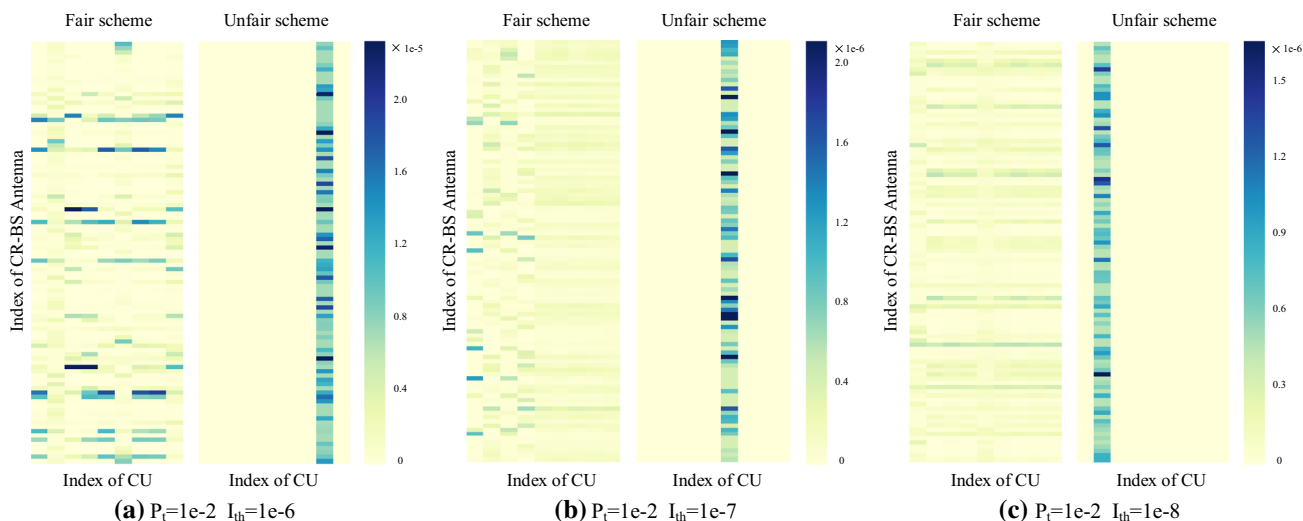 Fair scheme Unfair scheme
× 1e-5
2.0
1.6
1.2
0.8
0.4
0
Index of CR-BS Antenna
Index of CU Index of CU
(a) Pt=1e-2 Ith=1e-6
Fair scheme Unfair scheme
× 1e-6
2.0
1.6
1.2
0.8
0.4
0
Index of CR-BS Antenna
Index of CU Index of CU
(b) Pt=1e-2 Ith=1e-7
Fair scheme Unfair scheme
× 1e-6
1.5
1.2
0.9
0.6
0.3
0
Index of CR-BS Antenna
Index of CU Index of CU
(c) Pt=1e-2 Ith=1e-8